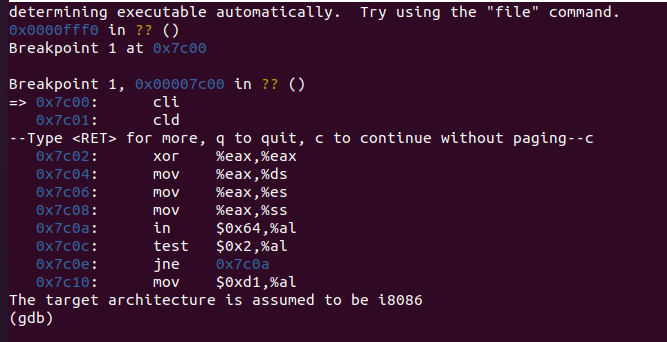 determining executable automatically.  Try using the "file" command.
0x0000fff0 in ?? ()
Breakpoint 1 at 0x7c00

Breakpoint 1, 0x00007c00 in ?? ()
=> 0x7c00:      cli
   0x7c01:      cld
--Type <RET> for more, q to quit, c to continue without paging--c
   0x7c02:      xor    %eax,%eax
   0x7c04:      mov    %eax,%ds
   0x7c06:      mov    %eax,%es
   0x7c08:      mov    %eax,%ss
   0x7c0a:      in     $0x64,%al
   0x7c0c:      test   $0x2,%al
   0x7c0e:      jne    0x7c0a
   0x7c10:      mov    $0xd1,%al
The target architecture is assumed to be i8086
(gdb)